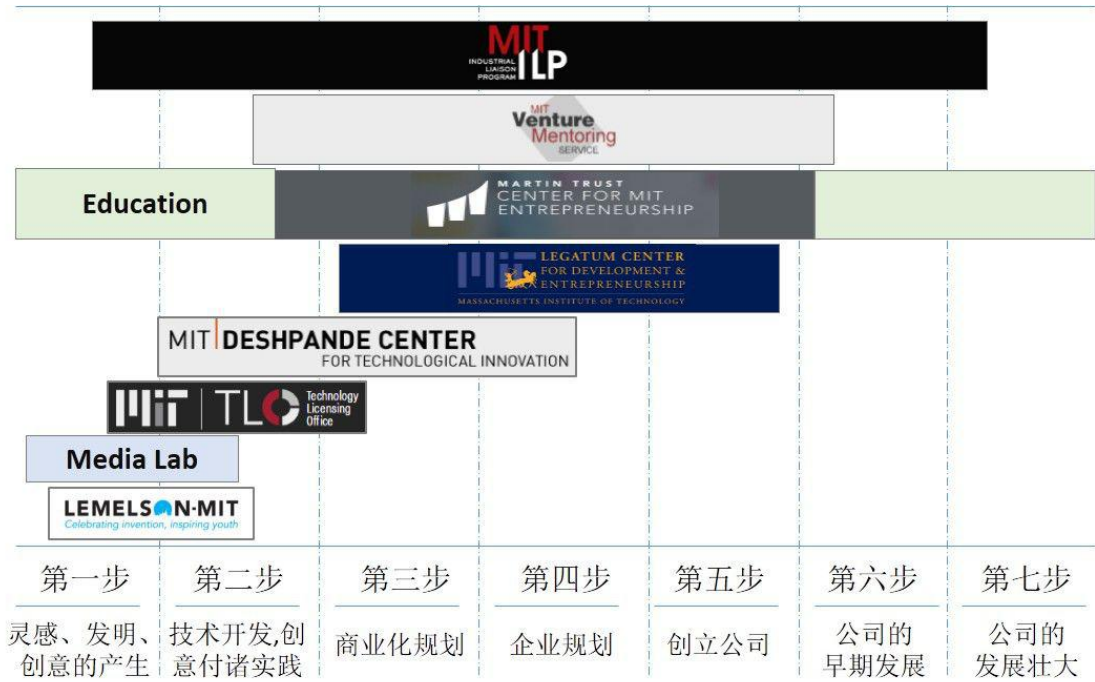 MIT
INDUSTRIAL
LIAISON
PROGRAM
ILP
MIT
Venture
Mentoring
SERVICE
Education
MARTIN TRUST
CENTER FOR MIT
ENTREPRENEURSHIP
MIT
LEGATUM CENTER
FOR DEVELOPMENT &
ENTREPRENEURSHIP
MASSACHUSETTS INSTITUTE OF TECHNOLOGY
MIT DESHPANDE CENTER
FOR TECHNOLOGICAL INNOVATION
MIT TLO
Technology
Licensing
Office
Media Lab
LEMELSON-MIT
Celebrating invention, inspiring youth
第一步 第二步 第三步 第四步 第五步 第六步 第七步
灵感、发明、
创意的产生
技术开发,创
意付诸实践
商业化规划
企业规划
创立公司
公司的
早期发展
公司的
发展壮大